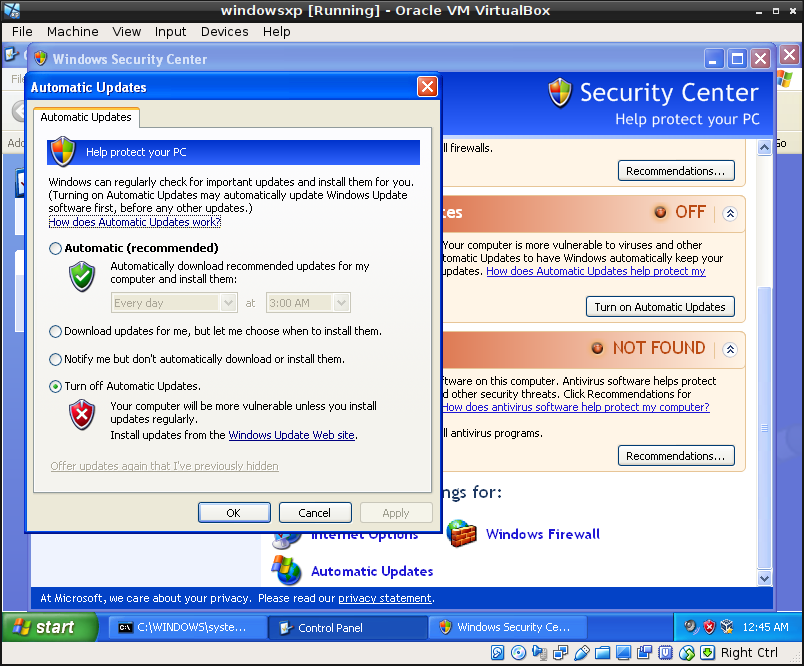 windowsxp [Running] - Oracle VM VirtualBox
File Machine View Input Devices Help
Windows Security Center
Automatic Updates
Automatic Updates
Security Center
Help protect your PC
Help protect your PC
Windows can regularly check for important updates and install them for you.
(Turning on Automatic Updates may automatically update Windows Update
software first, before any other updates.)
How does Automatic Updates work?
Automatic (recommended)
Automatically download recommended updates for my
computer and install them:
Every day at 3:00 AM
Download updates for me, but let me choose when to install them.
Notify me but don't automatically download or install them.
Turn off Automatic Updates.
Your computer will be more vulnerable unless you install
updates regularly.
Install updates from the Windows Update Web site.
Offer updates again that I've previously hidden
OK Cancel Apply
ll firewalls.
Recommendations...
es OFF
Your computer is more vulnerable to viruses and other
tomatic Updates to have Windows automatically keep your
updates. How does Automatic Updates help protect my
Turn on Automatic Updates
NOT FOUND
ftware on this computer. Antivirus software helps protect
d other security threats. Click Recommendations for
How does antivirus software help protect my computer?
ll antivirus programs.
Recommendations...
ngs for:
Internet Options
Windows Firewall
Automatic Updates
At Microsoft, we care about your privacy. Please read our privacy statement.
start
C:\WINDOWS\syste...
Control Panel
Windows Security Ce...
12:45 AM
Right Ctrl